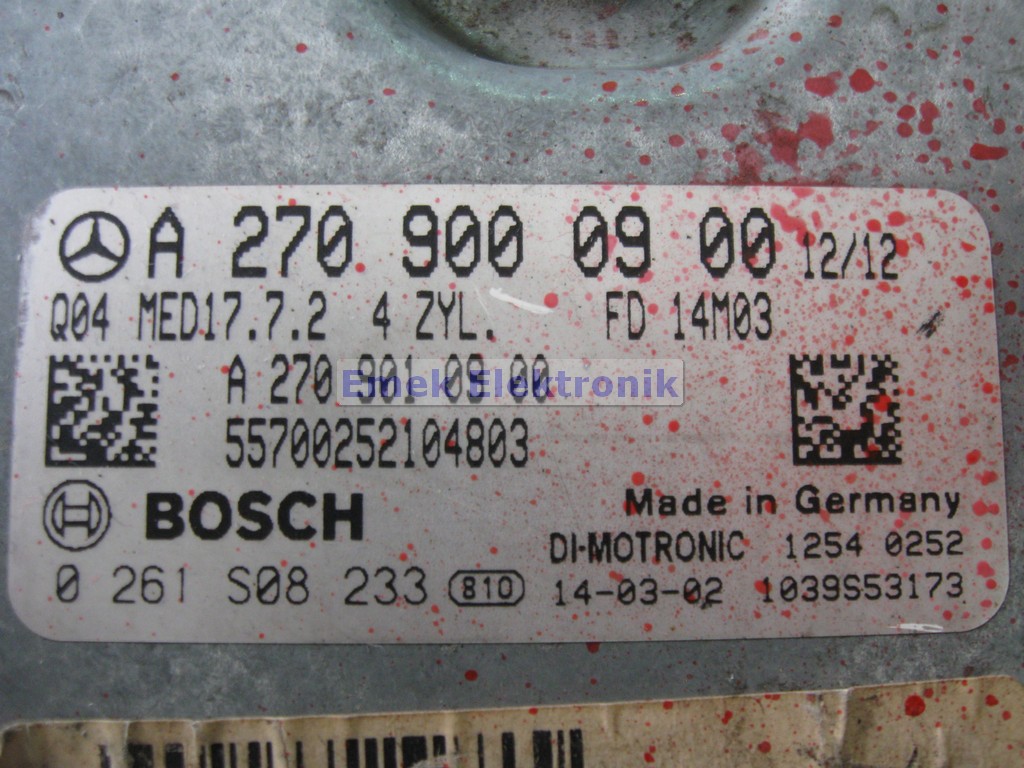 A 270 900 09 00 12/12
Q04 MED17.7.2 4 ZYL. FD 14M03
A 270 901 03 00
Emek Elektronik
55700252104803
BOSCH
Made in Germany
DI-MOTRONIC 1254 0252
0 261 S08 233 810 14-03-02 1039S53173